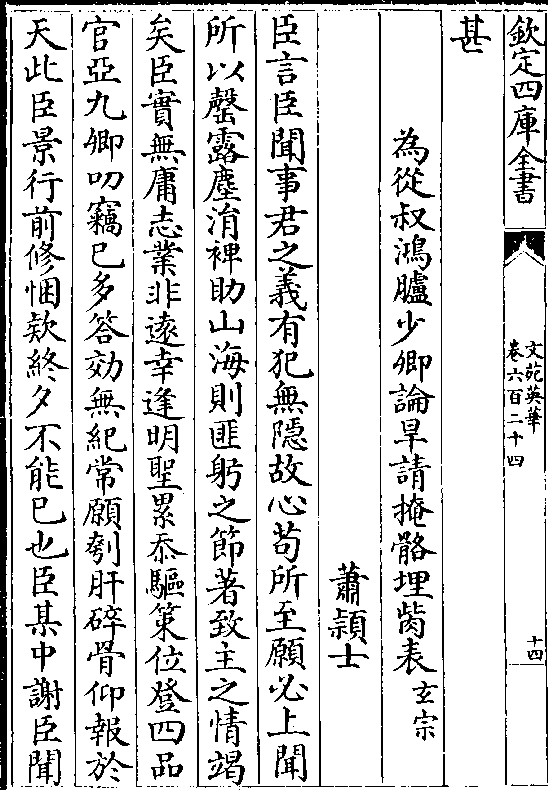 欽定四庫全書
文苑英華
卷六百二十四
十四
甚
為從叔鴻臚少卿論旱請掩骼埋胔表玄宗
蕭頴士
臣言臣聞事君之義有犯無隠故心苟所至願必上聞
所以罄露塵涓裨助山海則匪躬之節著致主之情竭
矣臣實無庸志業非逺幸逢明聖累忝驅策位登四品
官亞九卿叨竊已多答効無紀常願刳肝碎骨仰報於
天此臣景行前修悃欵終夕不能已也臣某中謝臣聞